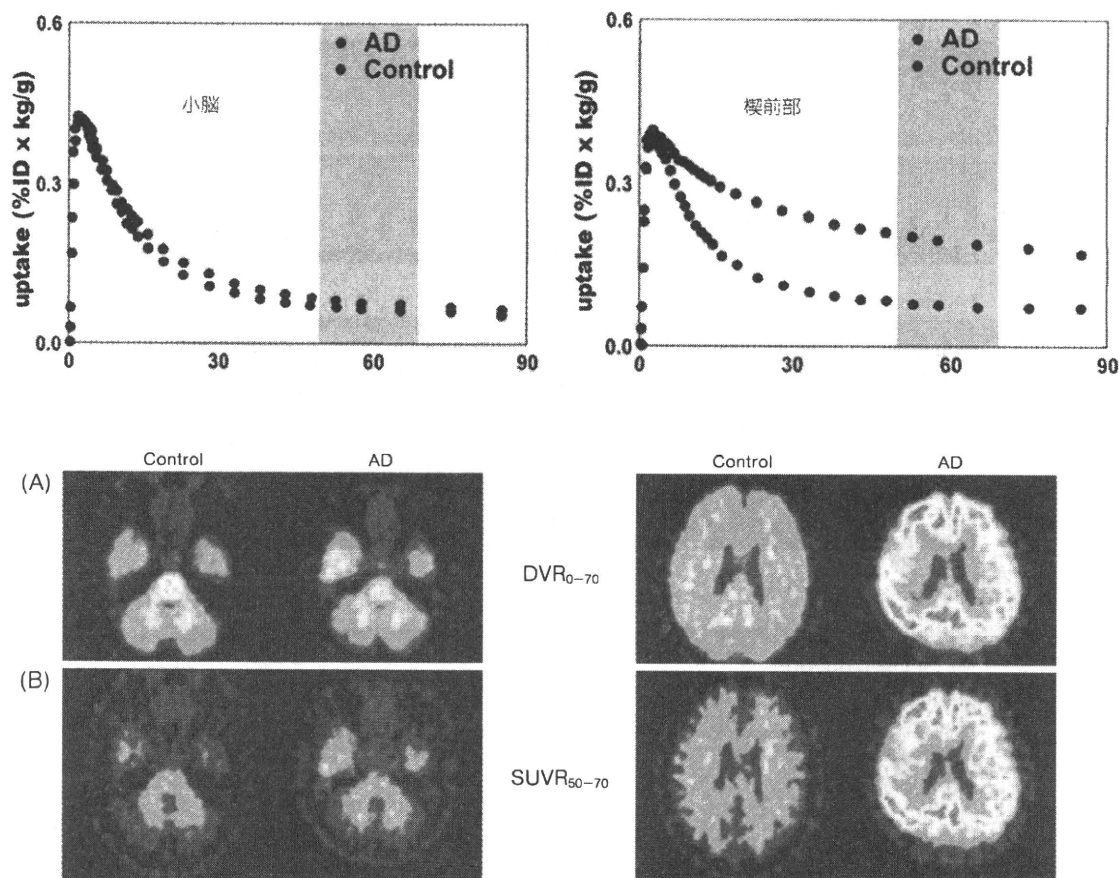 0.6
AD
Control
小脳
0.3
uptake (%ID x kg/g)
0.0
0
30
60
90
0.6
AD
Control
楔前部
0.3
uptake (%ID x kg/g)
0.0
0
30
60
90
Control
AD
Control
AD
(A)
DVR0−70
(B)
SUVR50−70